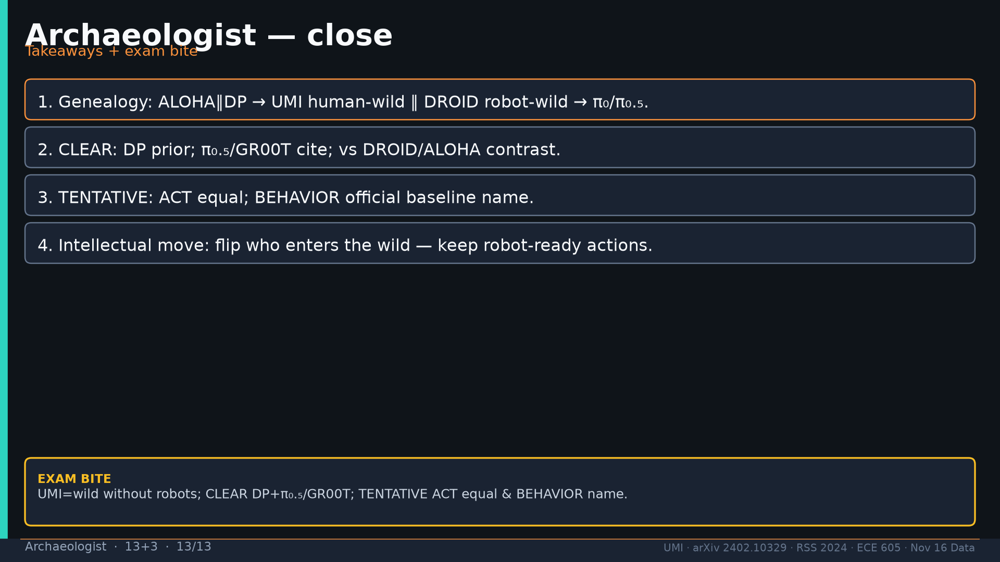 Archaeologist — close
Takeaways + exam bite
1. Genealogy: ALOHA‖DP → UMI human-wild ‖ DROID robot-wild → π₀/π₀.₅.
2. CLEAR: DP prior; π₀.₅/GR00T cite; vs DROID/ALOHA contrast.
3. TENTATIVE: ACT equal; BEHAVIOR official baseline name.
4. Intellectual move: flip who enters the wild — keep robot-ready actions.
EXAM BITE
UMI=wild without robots; CLEAR DP+π₀.₅/GR00T; TENTATIVE ACT equal & BEHAVIOR name.
Archaeologist · 13+3 · 13/13
UMI · arXiv 2402.10329 · RSS 2024 · ECE 605 · Nov 16 Data